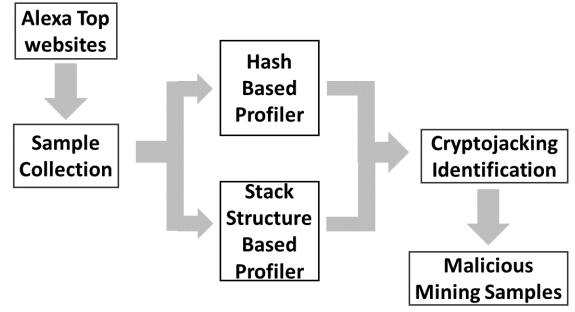 Alexa Top
websites
Sample
Collection
Hash
Based
Profiler
Stack
Structure
Based
Profiler
Cryptojacking
Identification
Malicious
Mining Samples